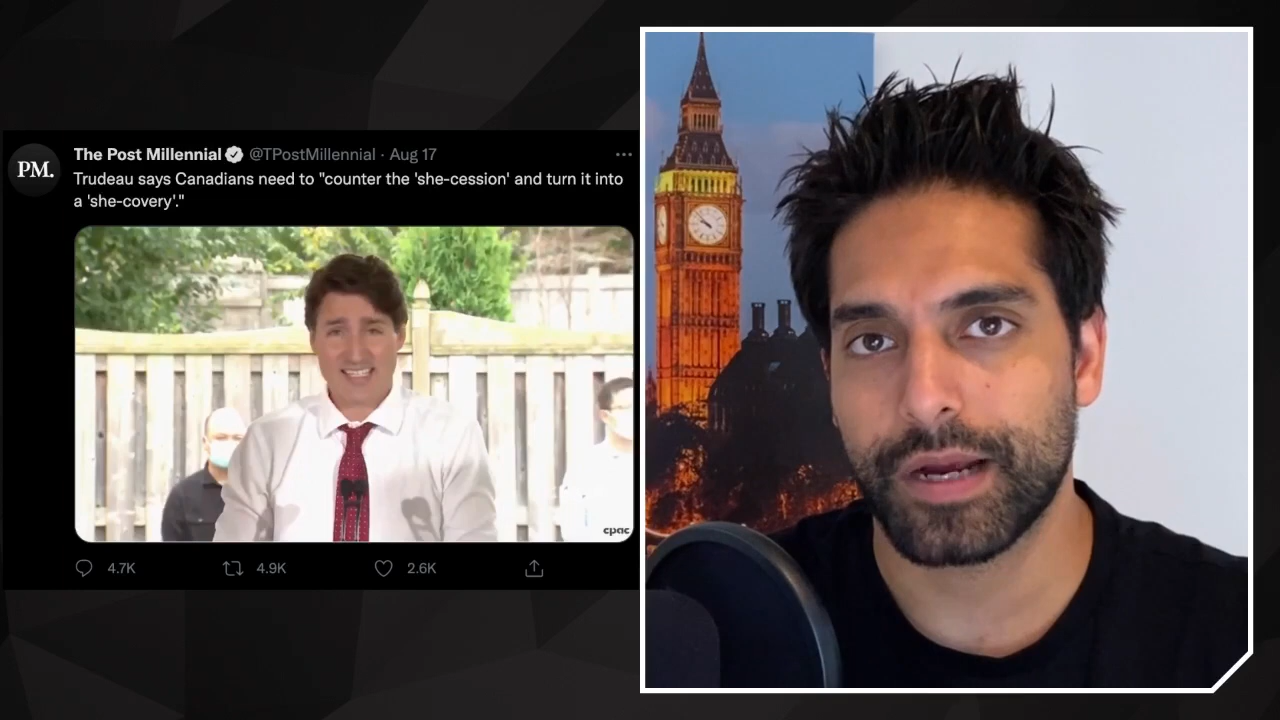 PM.
The Post Millennial @TPostMillennial · Aug 17
Trudeau says Canadians need to "counter the 'she-cession' and turn it into
a 'she-covery'."
cpac
4.7K 4.9K 2.6K